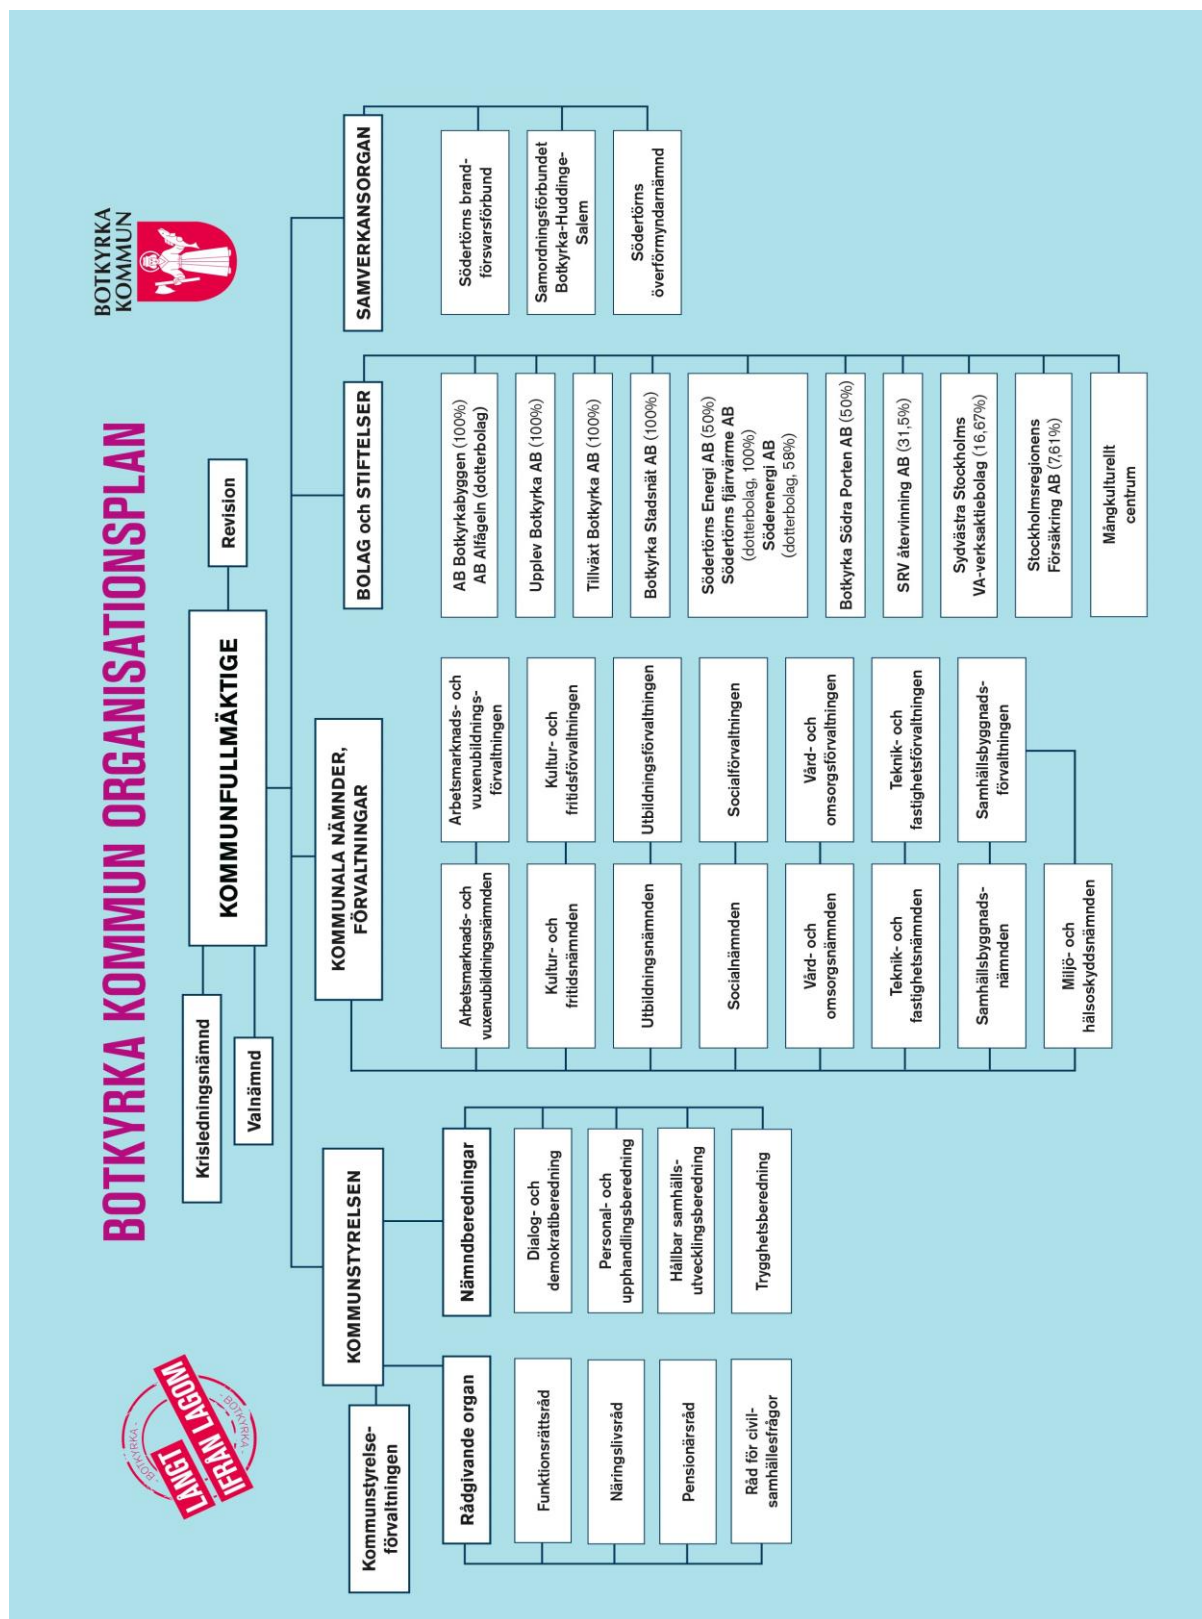 BOTKYRKA KOMMUN ORGANISATIONSPLAN
LÅNGT
IFRÅN LAGOM
- BOTKYRKA -
- BOTKYRKA -
BOTKYRKA
KOMMUN
Krisledningsnämnd
Valnämnd
KOMMUNFULLMÄKTIGE
Revision
KOMMUNSTYRELSEN
Kommunstyrelse-
förvaltningen
Rådgivande organ
Funktionsrättsråd
Näringslivsråd
Pensionärsråd
Råd för civil-
samhällesfrågor
Nämndberedningar
Dialog- och
demokratiberedning
Personal- och
upphandlingsberedning
Hållbar samhälls-
utvecklingsberedning
Trygghetsberedning
KOMMUNALA NÄMNDER,
FÖRVALTNINGAR
Arbetsmarknads- och
vuxenubildningsnämnden
Kultur- och
fritidsnämnden
Utbildningsnämnden
Socialnämnden
Vård- och
omsorgsnämnden
Teknik- och
fastighetsnämnden
Samhällsbyggnads-
nämnden
Miljö- och
hälsoskyddsnämnden
Arbetsmarknads- och
vuxenubildnings-
förvaltningen
Kultur- och
fritidsförvaltningen
Utbildningsförvaltningen
Socialförvaltningen
Vård- och
omsorgsförvaltningen
Teknik- och
fastighetsförvaltningen
Samhällsbyggnads-
förvaltningen
BOLAG och STIFTELSER
AB Botkyrkabyggen (100%)
AB Alfågeln (dotterbolag)
Upplev Botkyrka AB (100%)
Tillväxt Botkyrka AB (100%)
Botkyrka Stadsnät AB (100%)
Södertörns Energi AB (50%)
Södertörns fjärrvärme AB
(dotterbolag, 100%)
Söderenergi AB
(dotterbolag, 58%)
Botkyrka Södra Porten AB (50%)
SRV återvinning AB (31,5%)
Sydvästra Stockholms
VA-verksaktiebolag (16,67%)
Stockholmsregionens
Försäkring AB (7,61%)
Mångkulturellt
centrum
SAMVERKANSORGAN
Södertörns brand-
försvarsförbund
Samordningsförbundet
Botkyrka-Huddinge-
Salem
Södertörns
överförmyndarnämnd